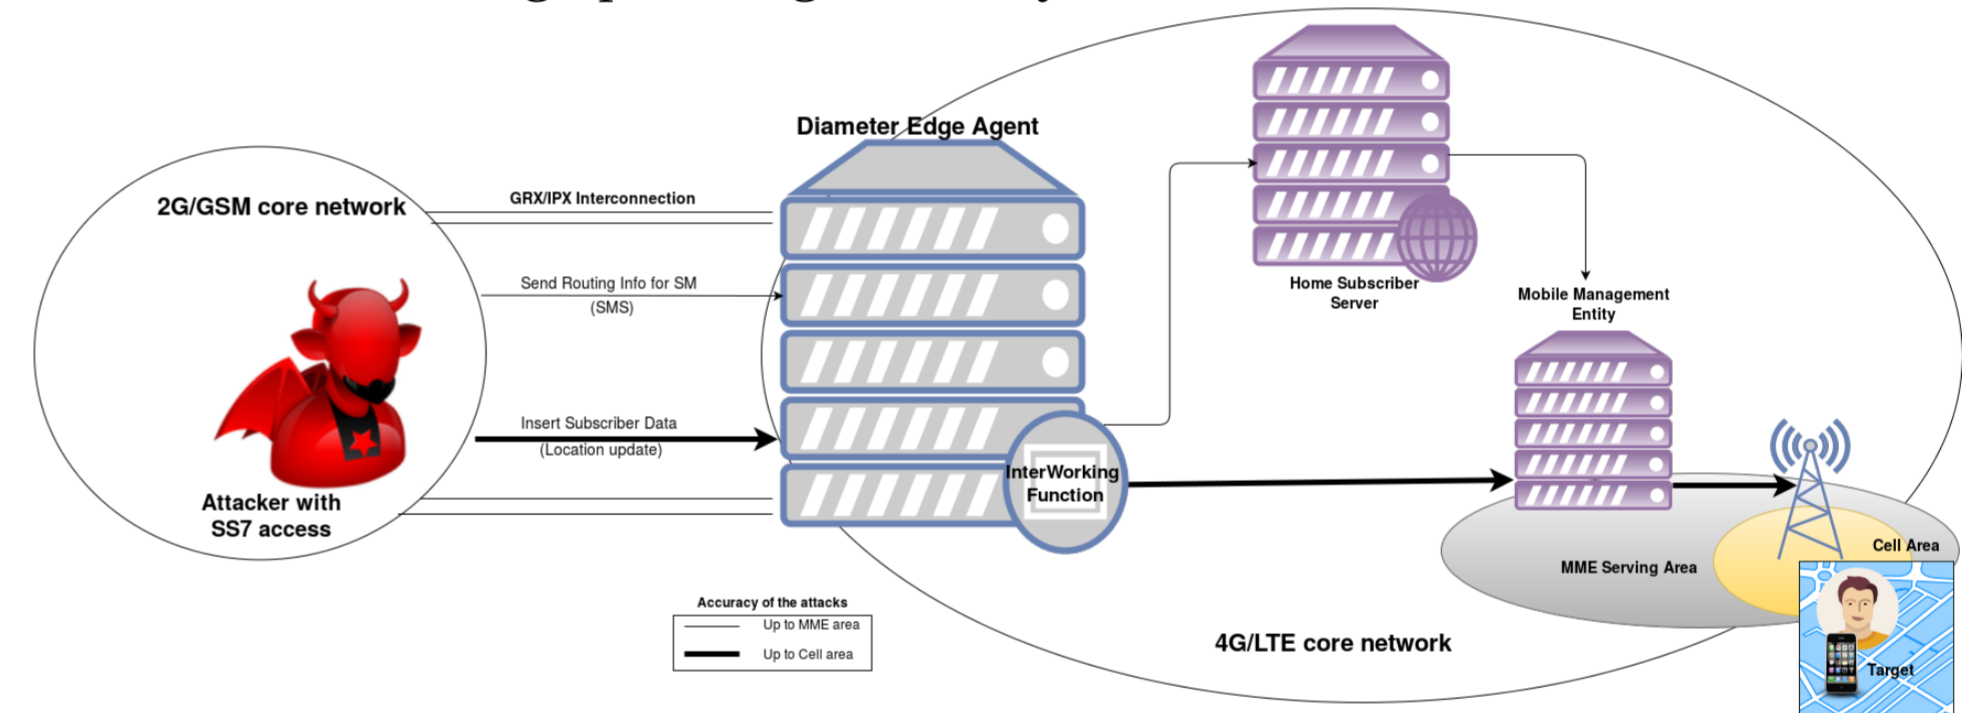 Diameter Edge Agent
2G/GSM core network
GRX/IPX Interconnection
Send Routing Info for SM
(SMS)
Home Subscriber
Server
Mobile Management
Entity
Insert Subscriber Data
(Location update)
InterWorking
Function
Attacker with
SS7 access
MME Serving Area
Cell Area
Target
Accuracy of the attacks
Up to MME area
Up to Cell area
4G/LTE core network